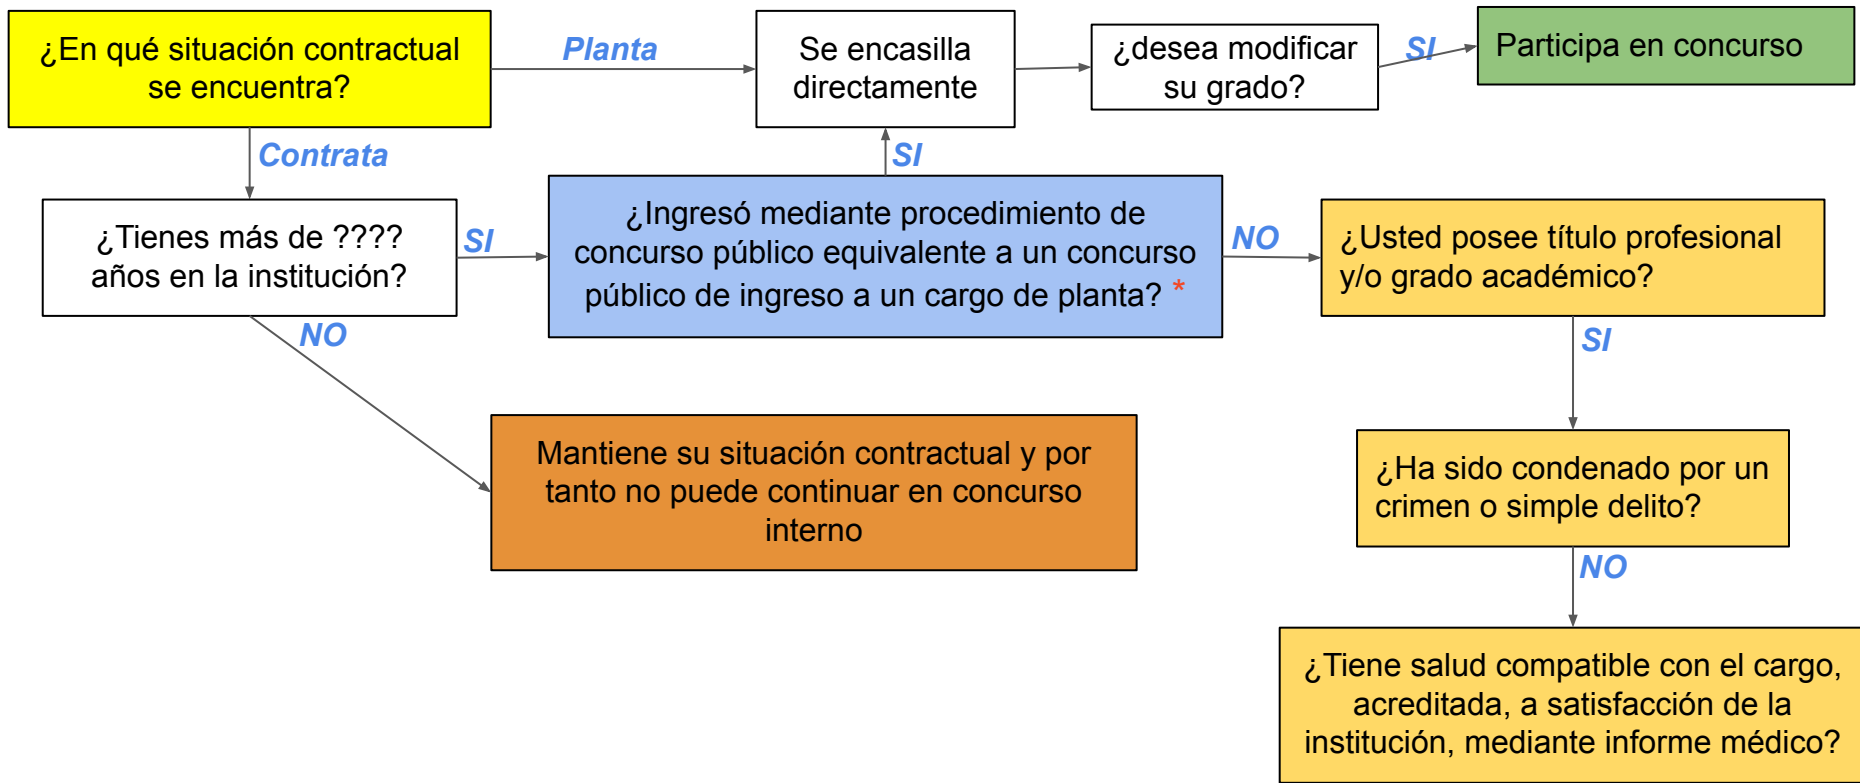 ¿En qué situación contractual
se encuentra?
Planta
Se encasilla
directamente
¿desea modificar
su grado?
SI
Participa en concurso
Contrata
SI
¿Tienes más de ????
años en la institución?
SI
¿Ingresó mediante procedimiento de
concurso público equivalente a un concurso
público de ingreso a un cargo de planta? *
NO
¿Usted posee título profesional
y/o grado académico?
NO
SI
Mantiene su situación contractual y por
tanto no puede continuar en concurso
interno
¿Ha sido condenado por un
crimen o simple delito?
NO
¿Tiene salud compatible con el cargo,
acreditada, a satisfacción de la
institución, mediante informe médico?